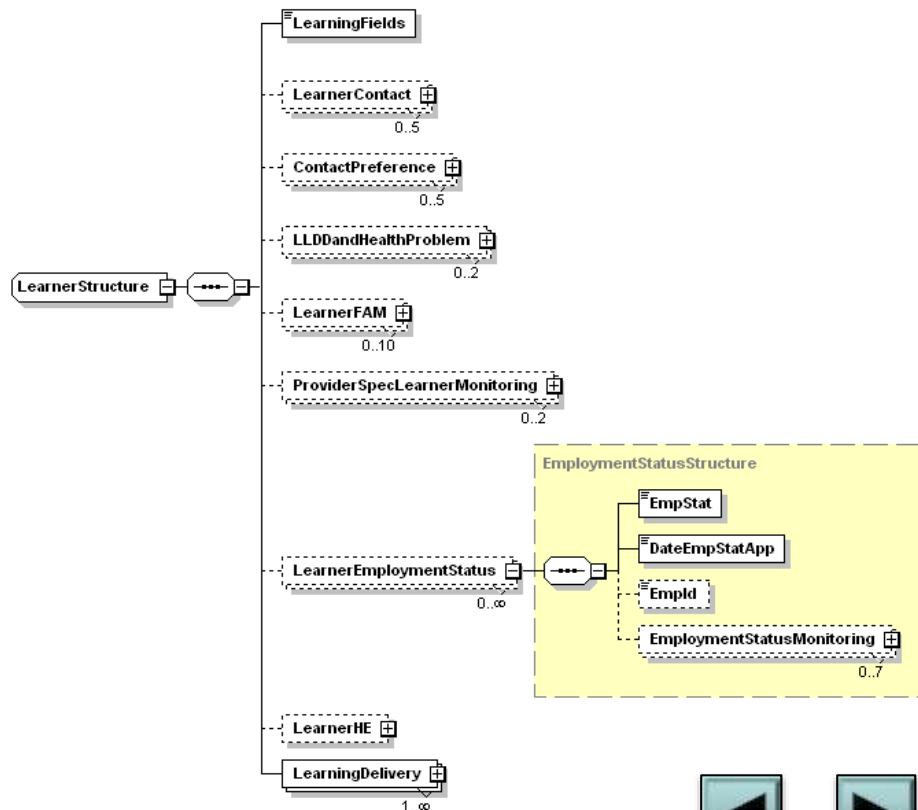 LearningFields
LearnerContact
0..5
ContactPreference
0..5
LLDDandHealthProblem
0..2
LearnerStructure
LearnerFAM
0..10
ProviderSpecLearnerMonitoring
0..2
EmploymentStatusStructure
EmpStat
DateEmpStatApp
LearnerEmploymentStatus
0..∞
EmpId
EmploymentStatusMonitoring
0..7
LearnerHE
LearningDelivery
1..∞